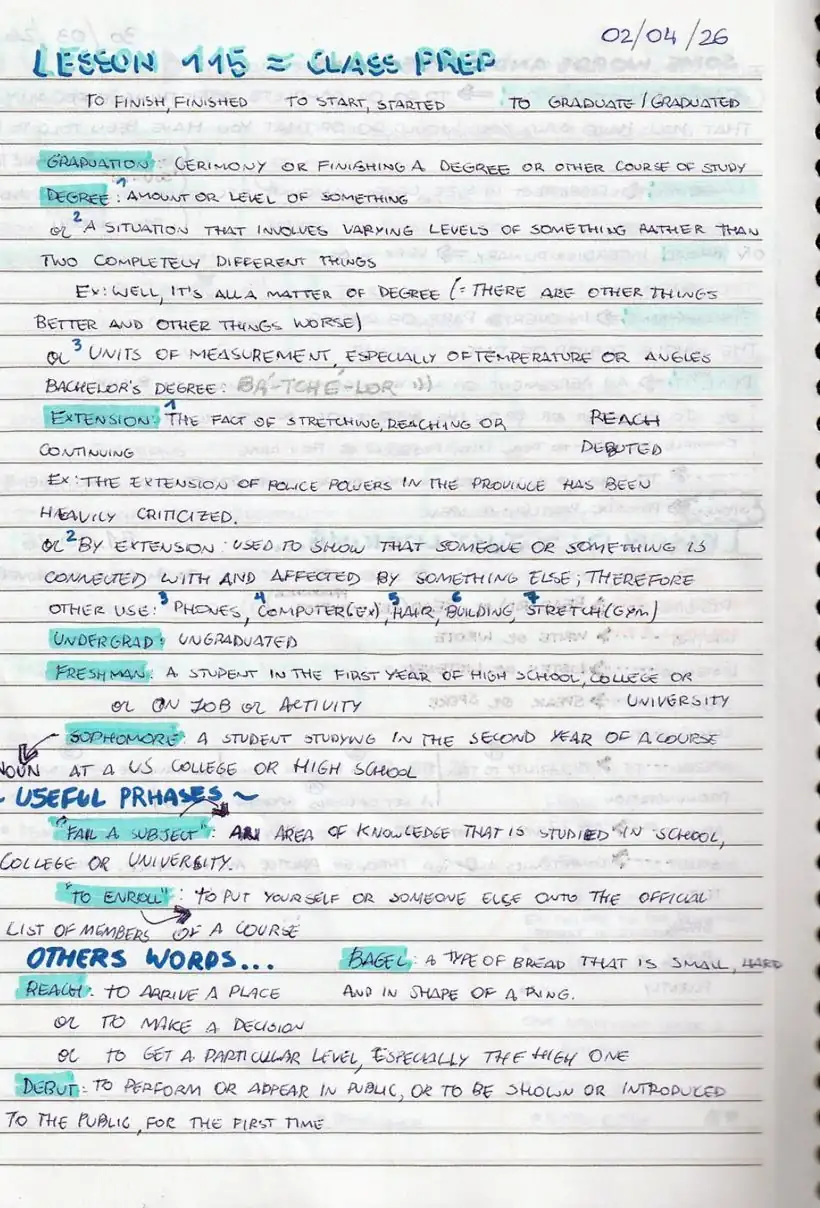 02/04/26
LESSON 115 = CLASS PREP
TO FINISH, FINISHED TO START, STARTED TO GRADUATE/GRADUATED
GRADUATION: CERIMONY OR FINISHING A DEGREE OR OTHER COURSE OF STUDY
DEGREE: 1 AMOUNT OR LEVEL OF SOMETHING
OR 2 A SITUATION THAT INVOLVES VARYING LEVELS OF SOMETHING RATHER THAN
TWO COMPLETELY DIFFERENT THINGS
EX: WELL, IT'S ALL A MATTER OF DEGREE (= THERE ARE OTHER THINGS
BETTER AND OTHER THINGS WORSE)
OR 3 UNITS OF MEASUREMENT, ESPECIALLY OF TEMPERATURE OR ANGLES
BACHELOR'S DEGREE: BÁ-TCHÉ-LOR )))
EXTENSION: 1 THE FACT OF STRETCHING, REACHING OR REACH
CONTINUING DEBUTED
EX: THE EXTENSION OF POLICE POWERS IN THE PROVINCE HAS BEEN
HEAVILY CRITICIZED.
OR 2 BY EXTENSION: USED TO SHOW THAT SOMEONE OR SOMETHING IS
CONNECTED WITH AND AFFECTED BY SOMETHING ELSE; THEREFORE
OTHER USE: 3 PHONES, 4 COMPUTER(EX), 5 HAIR, 6 BUILDING, 7 STRETCH(GYM)
UNDERGRAD: UNGRADUATED
FRESHMAN: A STUDENT IN THE FIRST YEAR OF HIGH SCHOOL, COLLEGE OR
OR ON JOB OR ACTIVITY UNIVERSITY
SOPHOMORE: A STUDENT STUDYING IN THE SECOND YEAR OF A COURSE
NOUN AT A US COLLEGE OR HIGH SCHOOL
~ USEFUL PRHASES ~
"FAIL A SUBJECT": AN AREA OF KNOWLEDGE THAT IS STUDIED IN SCHOOL,
COLLEGE OR UNIVERSITY.
"TO ENROLL": TO PUT YOURSELF OR SOMEONE ELSE ONTO THE OFFICIAL
LIST OF MEMBERS OF A COURSE
OTHERS WORDS... BAGEL: A TYPE OF BREAD THAT IS SMALL, HARD
REACH: TO ARRIVE A PLACE AND IN SHAPE OF A RING.
OR TO MAKE A DECISION
OR TO GET A PARTICULAR LEVEL, ESPECIALLY THE HIGH ONE
DEBUT: TO PERFORM OR APPEAR IN PUBLIC, OR TO BE SHOWN OR INTRODUCED
TO THE PUBLIC, FOR THE FIRST TIME